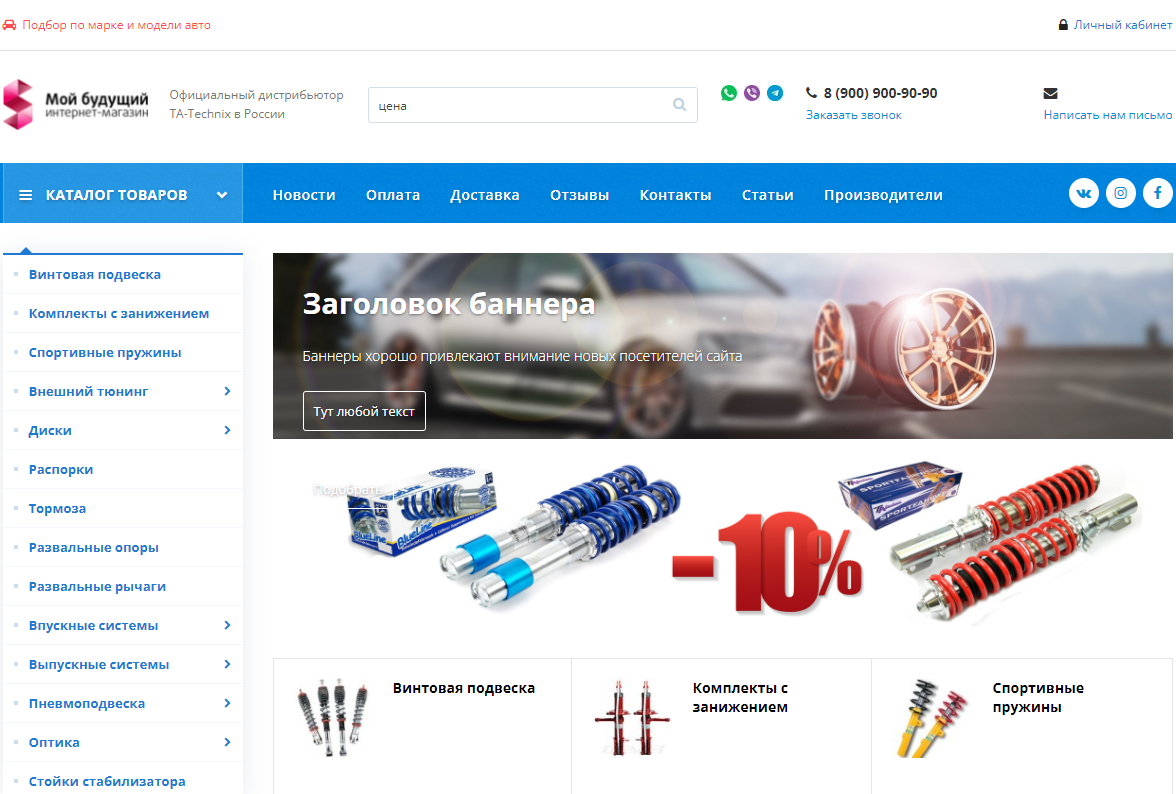 Подбор по марке и модели авто
Личный кабинет
Мой будущий
интернет-магазин
Официальный дистрибьютор
TA-Technix в России
цена
8 (900) 900-90-90
Заказать звонок
Написать нам письмо
КАТАЛОГ ТОВАРОВ
Новости
Оплата
Доставка
Отзывы
Контакты
Статьи
Производители
Винтовая подвеска
Комплекты с занижением
Спортивные пружины
Внешний тюнинг
Диски
Распорки
Тормоза
Развальные опоры
Развальные рычаги
Впускные системы
Выпускные системы
Пневмоподвеска
Оптика
Стойки стабилизатора
Заголовок баннера
Баннеры хорошо привлекают внимание новых посетителей сайта
Тут любой текст
Подобрать
BlueLine
BlueLine
-10%
Винтовая подвеска
Комплекты с
занижением
Спортивные
пружины